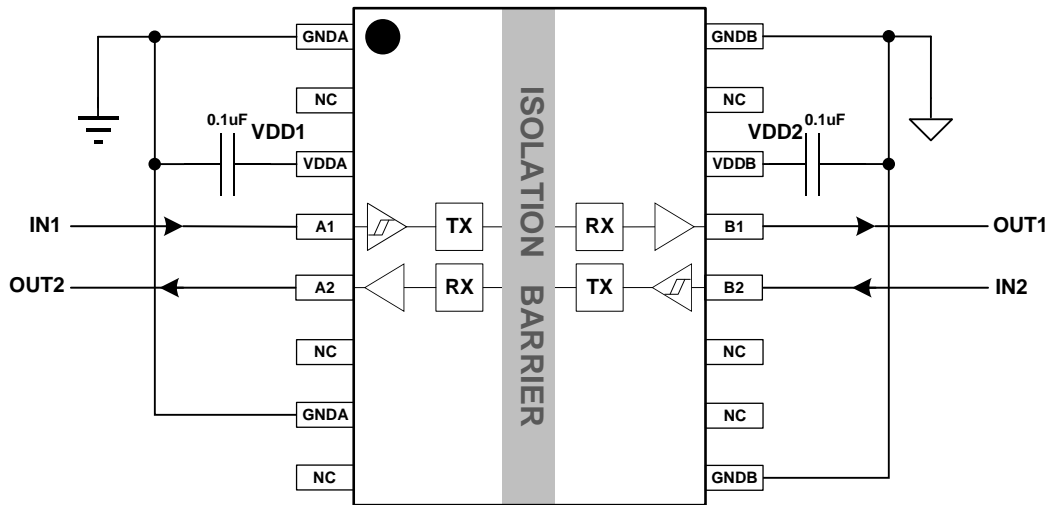 GNDA
GNDB
NC
NC
0.1uF
VDD1
VDD2
0.1uF
VDDA
VDDB
IN1
A1
TX
RX
B1
OUT1
OUT2
A2
RX
TX
B2
IN2
ISOLATION BARRIER
NC
NC
GNDA
NC
NC
GNDB